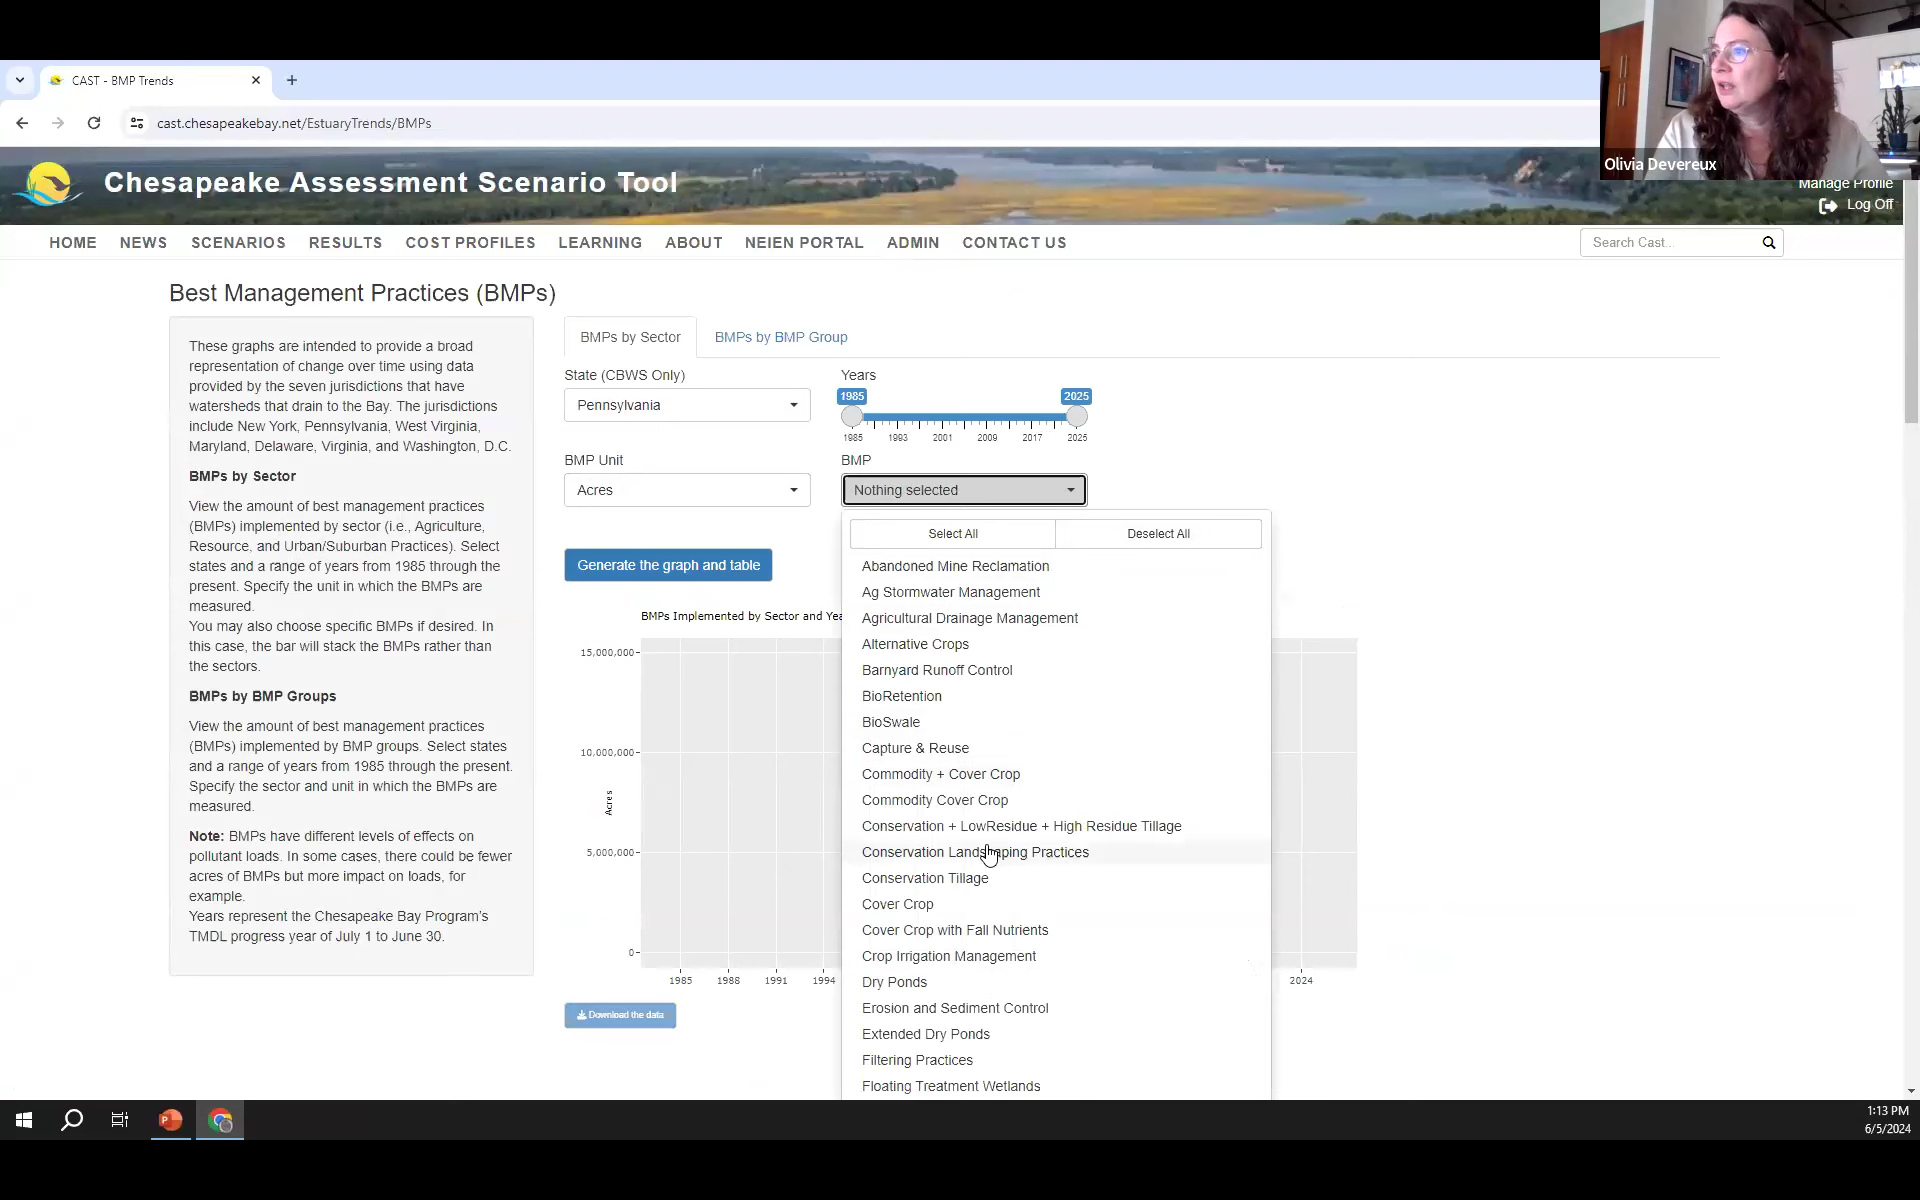 CAST - BMP Trends
cast.chesapeakebay.net/EstuaryTrends/BMPs
Olivia Devereux
Chesapeake Assessment Scenario Tool
Manage Profile
Log Off
HOME NEWS SCENARIOS RESULTS COST PROFILES LEARNING ABOUT NEIEN PORTAL ADMIN CONTACT US
Search Cast..
Best Management Practices (BMPs)
These graphs are intended to provide a broad
representation of change over time using data
provided by the seven jurisdictions that have
watersheds that drain to the Bay. The jurisdictions
include New York, Pennsylvania, West Virginia,
Maryland, Delaware, Virginia, and Washington, D.C.
BMPs by Sector
View the amount of best management practices
(BMPs) implemented by sector (i.e., Agriculture,
Resource, and Urban/Suburban Practices). Select
states and a range of years from 1985 through the
present. Specify the unit in which the BMPs are
measured.
You may also choose specific BMPs if desired. In
this case, the bar will stack the BMPs rather than
the sectors.
BMPs by BMP Groups
View the amount of best management practices
(BMPs) implemented by BMP groups. Select states
and a range of years from 1985 through the present.
Specify the sector and unit in which the BMPs are
measured.
Note: BMPs have different levels of effects on
pollutant loads. In some cases, there could be fewer
acres of BMPs but more impact on loads, for
example.
Years represent the Chesapeake Bay Program's
TMDL progress year of July 1 to June 30.
BMPs by Sector BMPs by BMP Group
State (CBWS Only)
Pennsylvania
Years
1985 2025
1985 1993 2001 2009 2017 2025
BMP Unit
Acres
BMP
Nothing selected
Select All Deselect All
Abandoned Mine Reclamation
Ag Stormwater Management
Agricultural Drainage Management
Alternative Crops
Barnyard Runoff Control
BioRetention
BioSwale
Capture & Reuse
Commodity + Cover Crop
Commodity Cover Crop
Conservation + LowResidue + High Residue Tillage
Conservation Landscaping Practices
Conservation Tillage
Cover Crop
Cover Crop with Fall Nutrients
Crop Irrigation Management
Dry Ponds
Erosion and Sediment Control
Extended Dry Ponds
Filtering Practices
Floating Treatment Wetlands
Generate the graph and table
BMPs Implemented by Sector and Yea
15,000,000
10,000,000
5,000,000
0
Acres
1985 1988 1991 1994 2024
Download the data
1:13 PM
6/5/2024